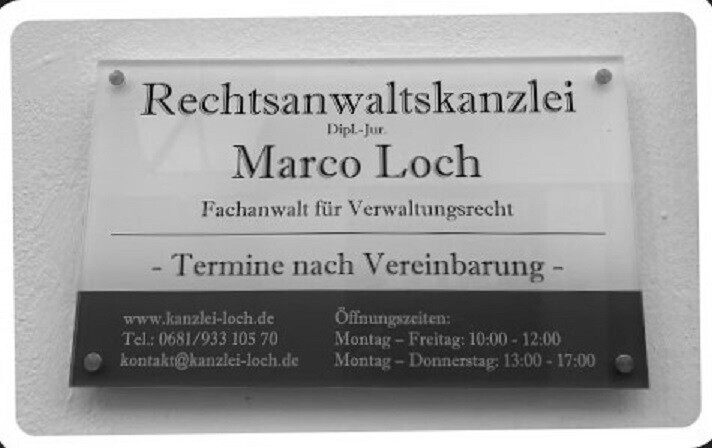 Rechtsanwaltskanzlei
Dipl.-Jur.
Marco Loch
Fachanwalt für Verwaltungsrecht
- Termine nach Vereinbarung -
www.kanzlei-loch.de
Tel.: 0681/933 105 70
kontakt@kanzlei-loch.de
Öffnungszeiten:
Montag – Freitag: 10:00 - 12:00
Montag – Donnerstag: 13:00 - 17:00